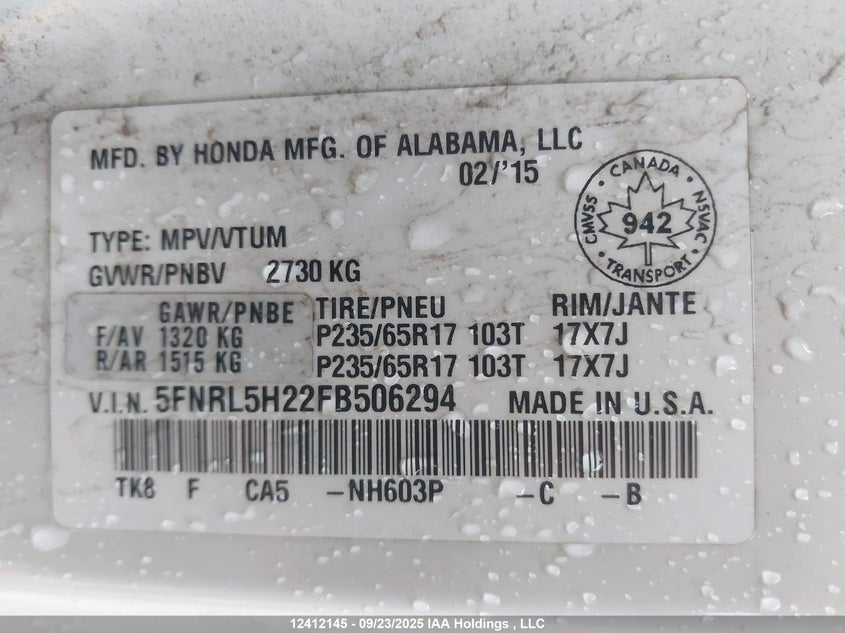 MFD. BY HONDA MFG. OF ALABAMA, LLC
02/'15
CANADA
CMVSS
NSVAC
942
TRANSPORT
TYPE: MPV/VTUM
GVWR/PNBV 2730 KG
GAWR/PNBE TIRE/PNEU RIM/JANTE
F/AV 1320 KG P235/65R17 103T 17X7J
R/AR 1515 KG P235/65R17 103T 17X7J
V.I.N. 5FNRL5H22FB506294 MADE IN U.S.A.
TK8 F CA5 -NH603P -C -B
12412145 - 09/23/2025 IAA Holdings , LLC